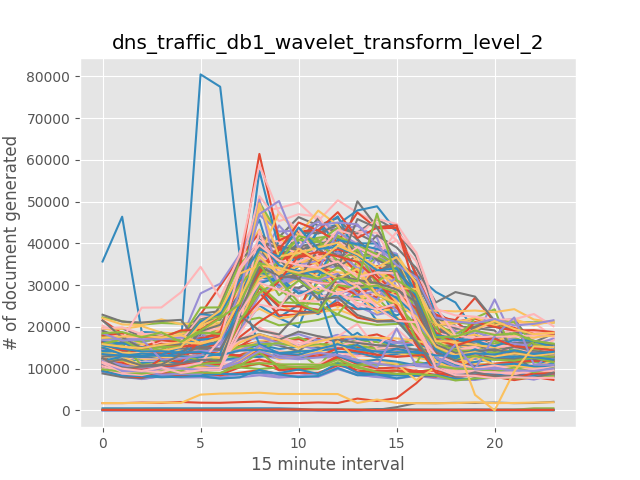 dns_traffic_db1_wavelet_transform_level_2
80000
70000
60000
50000
40000
30000
20000
10000
0
# of document generated
0 5 10 15 20
15 minute interval